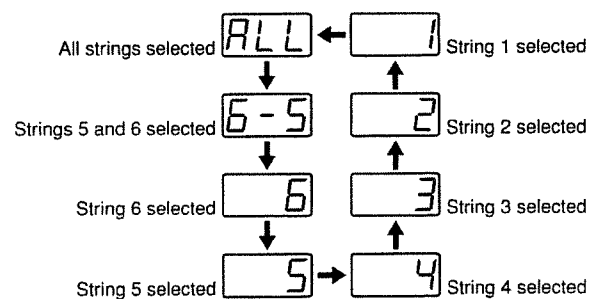 All strings selected ALL 1 String 1 selected
Strings 5 and 6 selected 6-5 2 String 2 selected
String 6 selected 6 3 String 3 selected
String 5 selected 5 4 String 4 selected